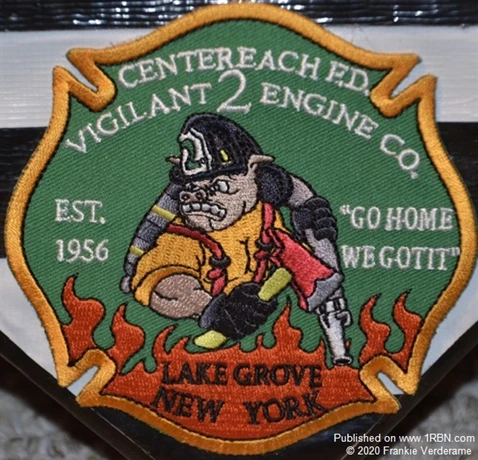 CENTEREACH F.D.
VIGILANT 2 ENGINE CO.
EST.
1956
"GO HOME
WE GOT IT"
2
LAKE GROVE
NEW YORK
Published on www.1RBN.com
© 2020 Frankie Verderame